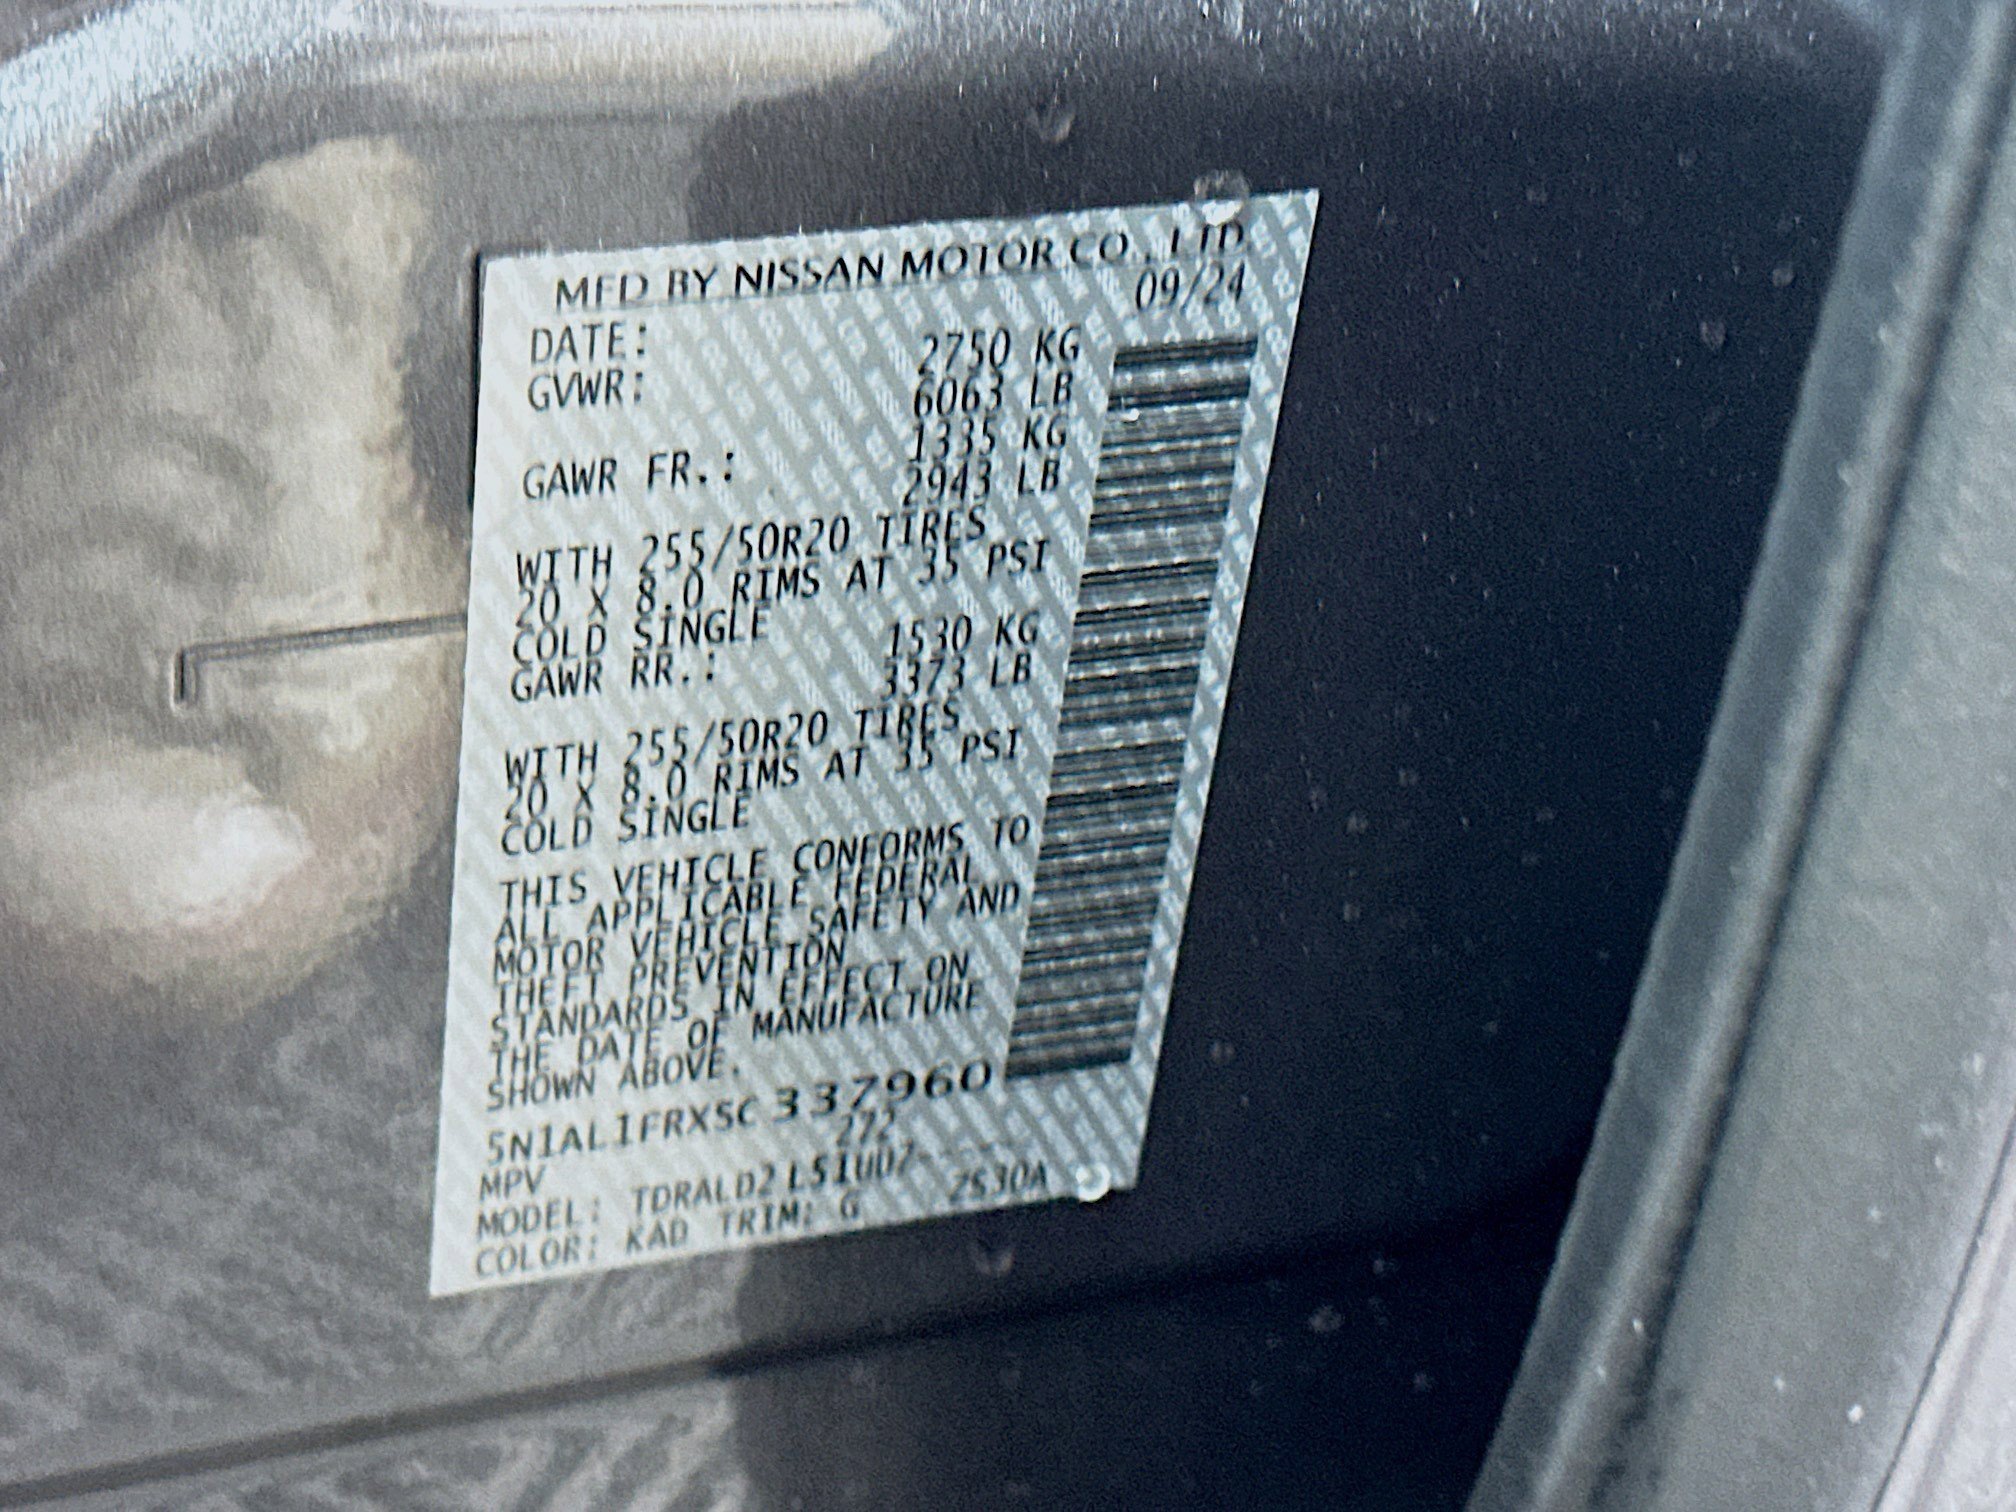 MFD BY NISSAN MOTOR CO., LTD.
DATE: 09/24
GVWR: 2750 KG
6063 LB
GAWR FR.: 1335 KG
2943 LB
WITH 255/50R20 TIRES
20 X 8.0 RIMS AT 35 PSI
COLD SINGLE
GAWR RR.: 1530 KG
3373 LB
WITH 255/50R20 TIRES
20 X 8.0 RIMS AT 35 PSI
COLD SINGLE
THIS VEHICLE CONFORMS TO
ALL APPLICABLE FEDERAL
MOTOR VEHICLE SAFETY AND
THEFT PREVENTION
STANDARDS IN EFFECT ON
THE DATE OF MANUFACTURE
SHOWN ABOVE.
5N1AL1FRXSC337960
MPV 272
MODEL: TDRALD2L51UD7-----
COLOR: KAD TRIM: G ZS30A